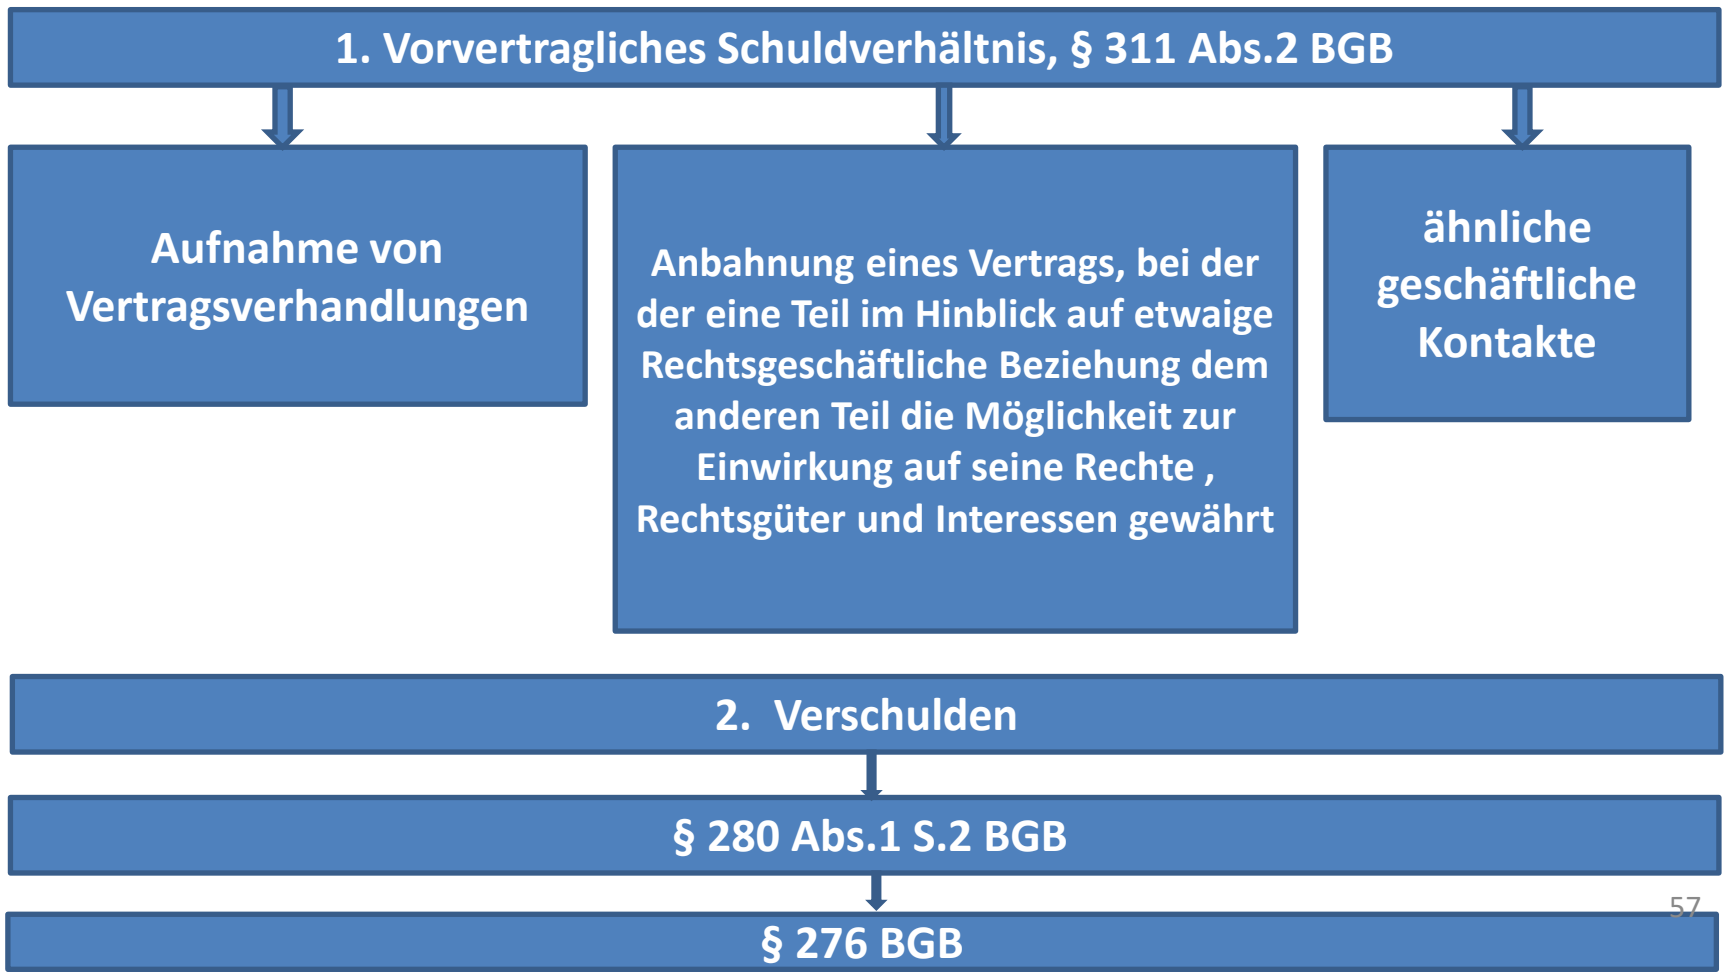 1. Vorvertragliches Schuldverhältnis, § 311 Abs.2 BGB
Aufnahme von
Vertragsverhandlungen
Anbahnung eines Vertrags, bei der
der eine Teil im Hinblick auf etwaige
Rechtsgeschäftliche Beziehung dem
anderen Teil die Möglichkeit zur
Einwirkung auf seine Rechte ,
Rechtsgüter und Interessen gewährt
ähnliche
geschäftliche
Kontakte
2. Verschulden
§ 280 Abs.1 S.2 BGB
§ 276 BGB
57